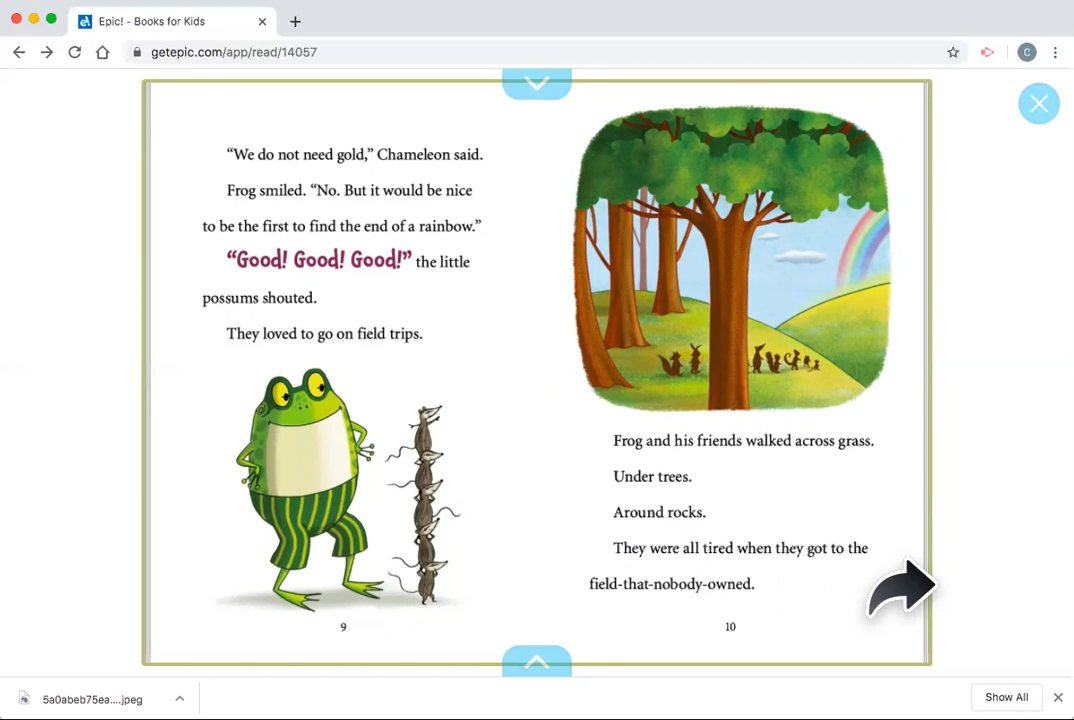 Epic! - Books for Kids
getepic.com/app/read/14057
C
“We do not need gold,” Chameleon said.
Frog smiled. “No. But it would be nice
to be the first to find the end of a rainbow.”
“Good! Good! Good!” the little
possums shouted.
They loved to go on field trips.
9
Frog and his friends walked across grass.
Under trees.
Around rocks.
They were all tired when they got to the
field-that-nobody-owned.
10
5a0abeb75ea....jpeg
Show All